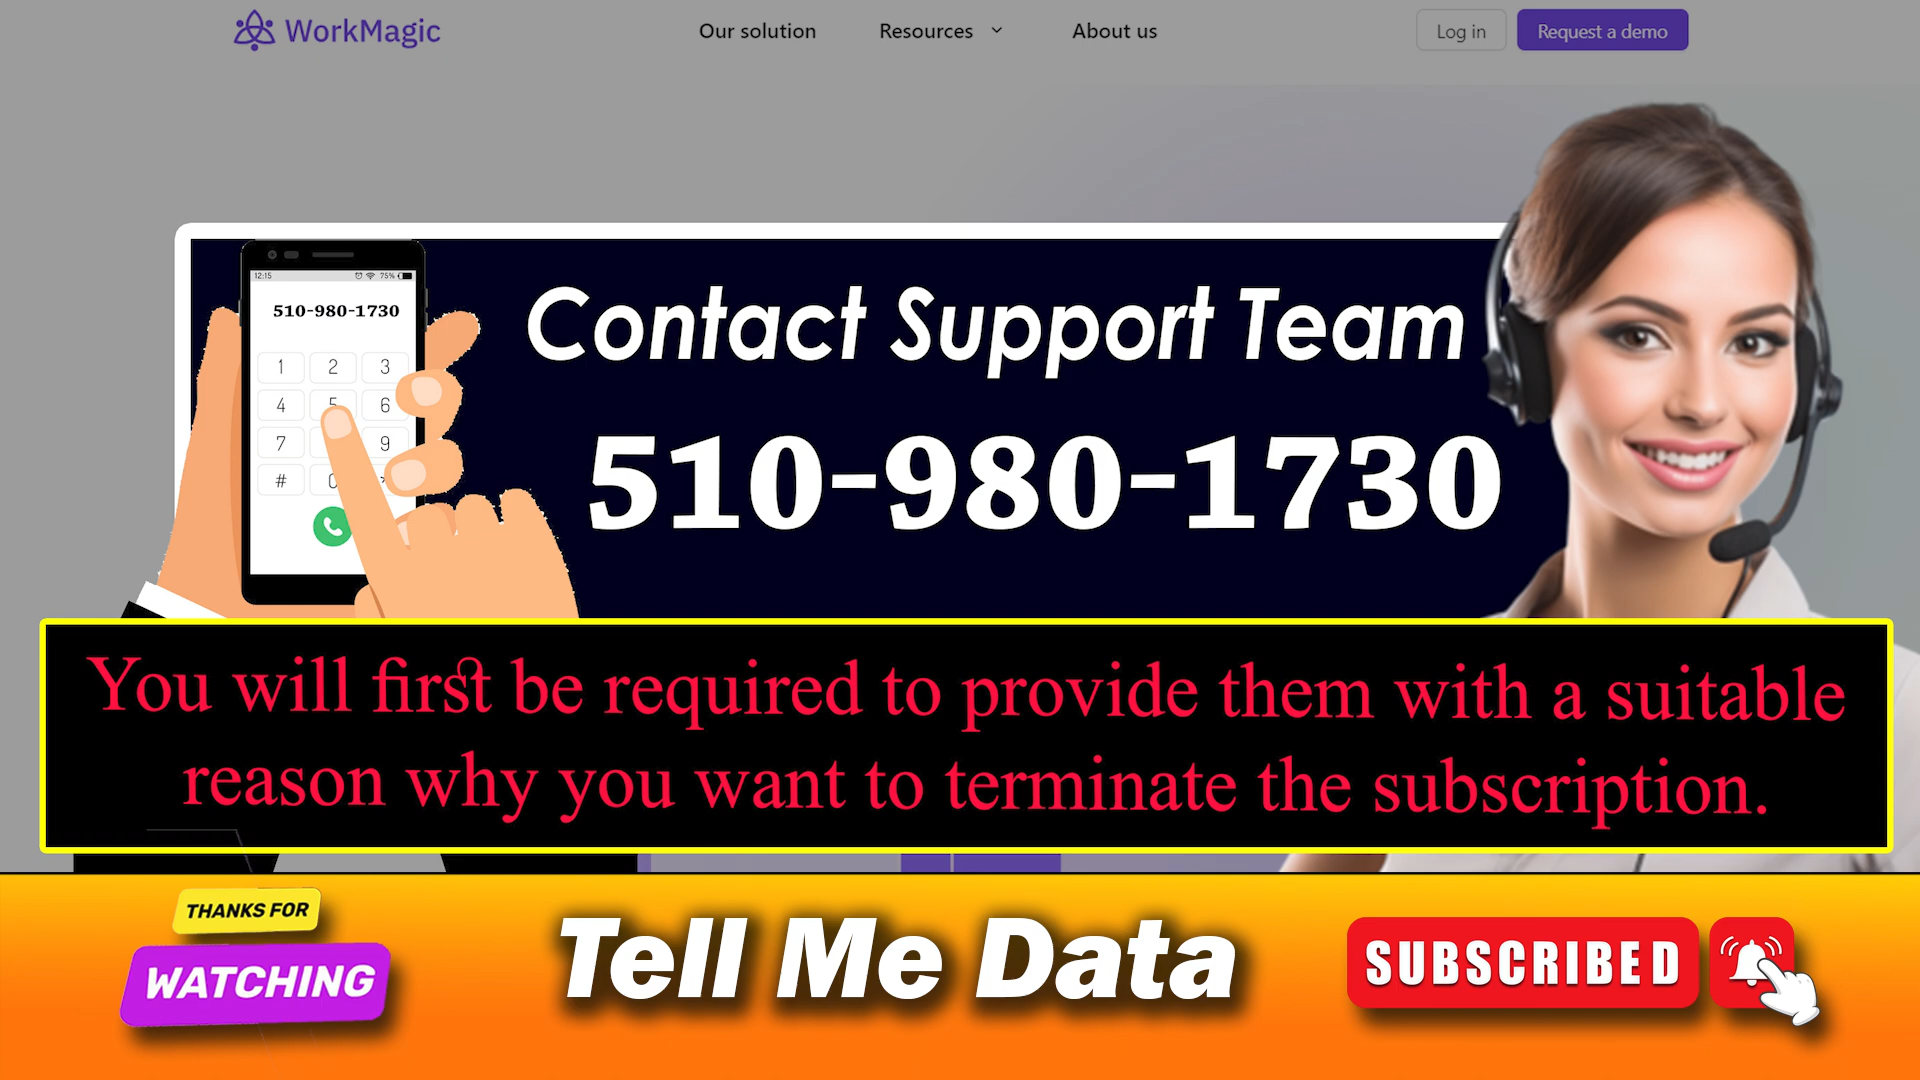 WorkMagic
Our solution
Resources
About us
Log in
Request a demo
12:15
75%
510-980-1730
1 2 3
4 5 6
7 9
# 0 *
Contact Support Team
510-980-1730
You will first be required to provide them with a suitable
reason why you want to terminate the subscription.
THANKS FOR
WATCHING
Tell Me Data
SUBSCRIBED